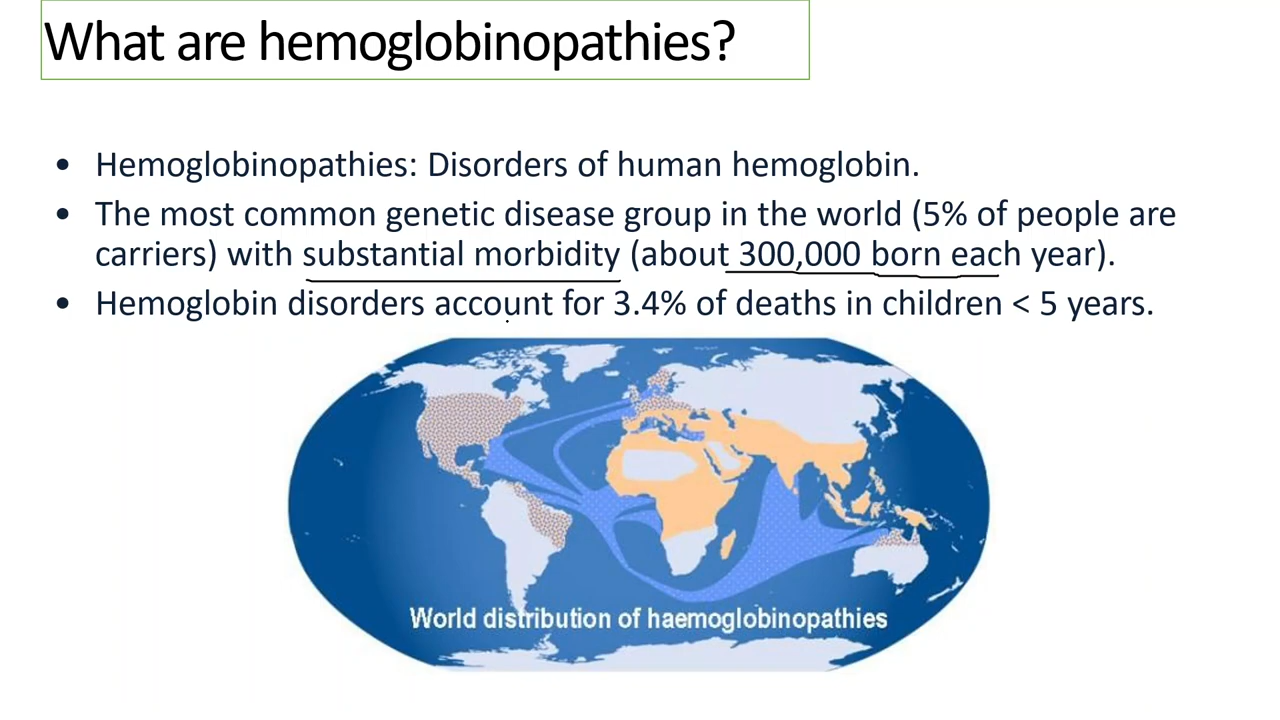 What are hemoglobinopathies?
• Hemoglobinopathies: Disorders of human hemoglobin.
• The most common genetic disease group in the world (5% of people are
carriers) with substantial morbidity (about 300,000 born each year).
• Hemoglobin disorders account for 3.4% of deaths in children < 5 years.
World distribution of haemoglobinopathies